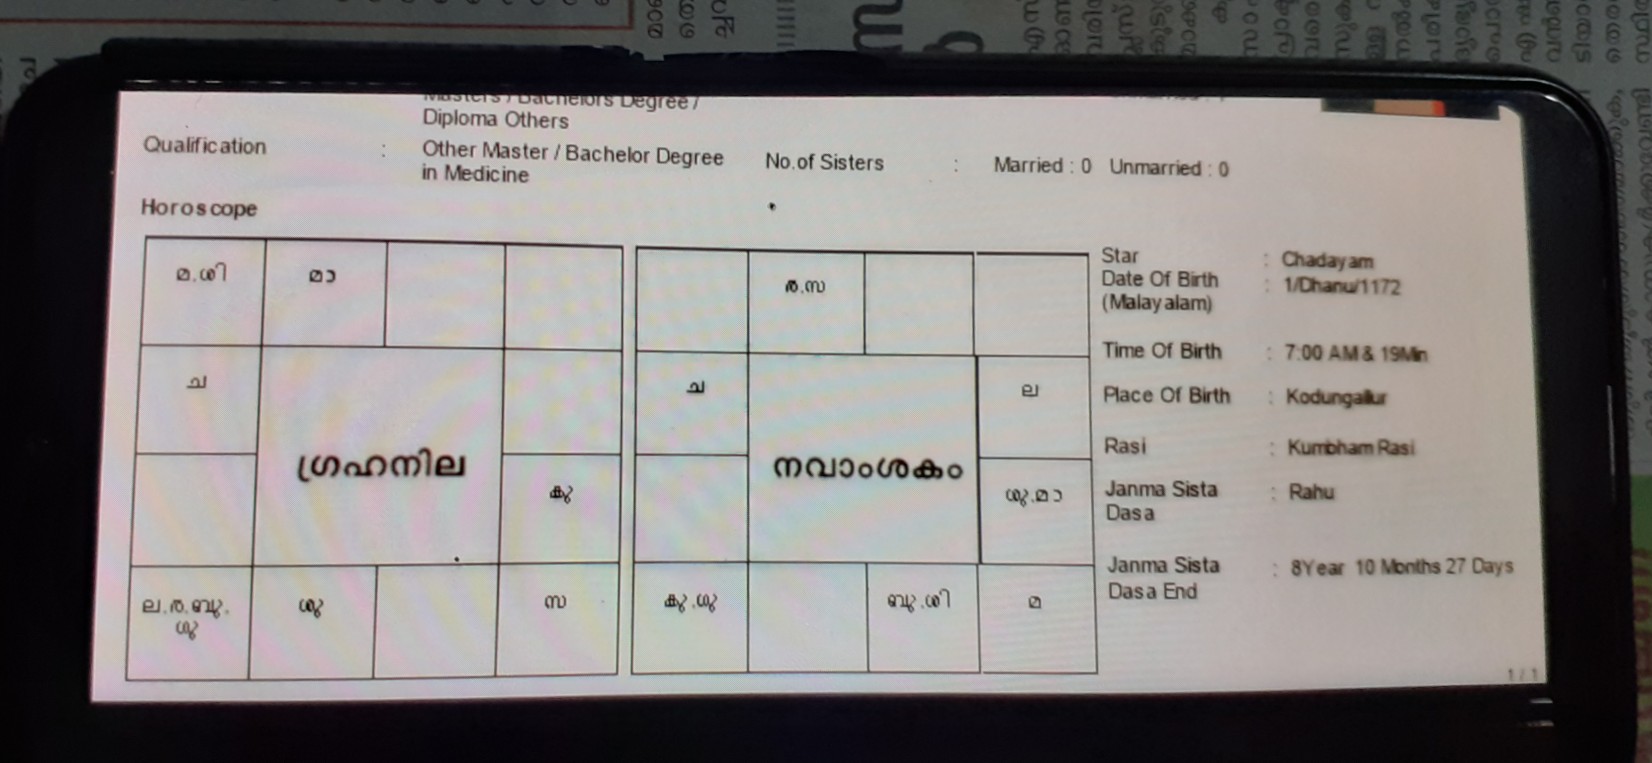 Masters / Bachelors Degree /
Diploma Others
Qualification : Other Master / Bachelor Degree
in Medicine
No.of Sisters : Married : 0 Unmarried : 0
Horoscope
മ.ശി മാ
ച
ഗ്രഹനില
കു
ല.ര.ബു.
ഗു
ശു
സ
ര.സ
ച
ല
നവാംശകം
ശു.മാ
കു.ഗു
ബു.ശി
മ
Star : Chadayam
Date Of Birth : 1/Dhanu/1172
(Malayalam)
Time Of Birth : 7:00 AM & 19Min
Place Of Birth : Kodungallur
Rasi : Kumbham Rasi
Janma Sista : Rahu
Dasa
Janma Sista : 8Year 10 Months 27 Days
Dasa End
1 / 1